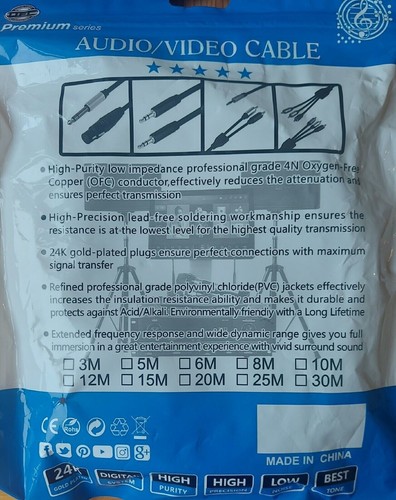 Premium series
AUDIO/VIDEO CABLE
High-Purity low impedance professional grade 4N Oxygen-Free
Copper (OFC) conductor,effectively reduces the attenuation and
ensures perfect transmission
High-Precision lead-free soldering workmanship ensures the
resistance is at the lowest level for the highest quality transmission
24K gold-plated plugs ensure perfect connections with maximum
signal transfer
Refined professional grade polyvinyl chloride(PVC) jackets effectively
increases the insulation resistance ability and makes it durable and
protects against Acid/Alkali. Environmentally friendly with a Long Lifetime
Extended frequency response and wide dynamic range gives you full
immersion in a great entertainment experience with vivid surround sound
3M 5M 6M 8M 10M
12M 15M 20M 25M 30M
CE RoHS
MADE IN CHINA
24K DIGITAL HIGH HIGH LOW BEST
GOLD PURITY PRECISION TONE